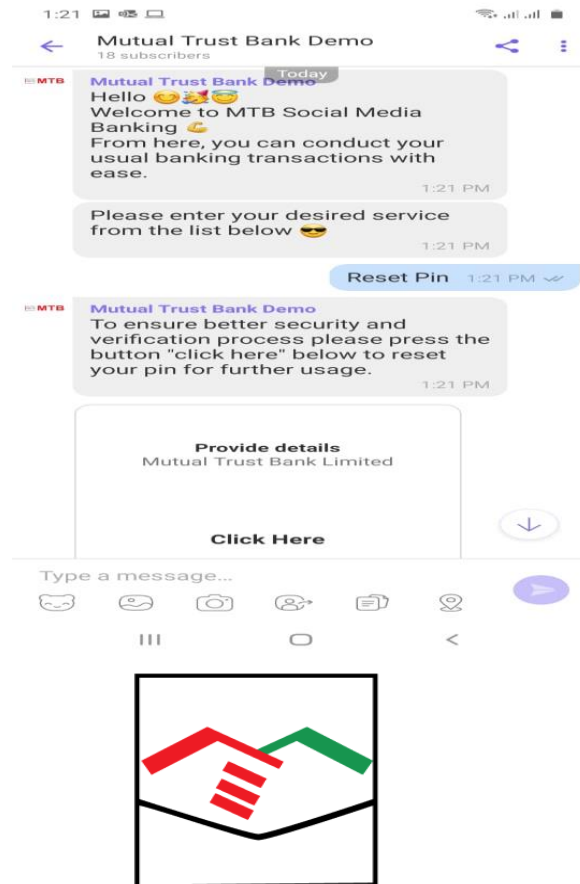 1:21
Mutual Trust Bank Demo
18 subscribers
Today
MTB
Mutual Trust Bank Demo
Hello 😊🥳😇
Welcome to MTB Social Media
Banking 💪
From here, you can conduct your
usual banking transactions with
ease.
1:21 PM
Please enter your desired service
from the list below 😎
1:21 PM
Reset Pin 1:21 PM
MTB
Mutual Trust Bank Demo
To ensure better security and
verification process please press the
button "click here" below to reset
your pin for further usage.
1:21 PM
Provide details
Mutual Trust Bank Limited
Click Here
Type a message...